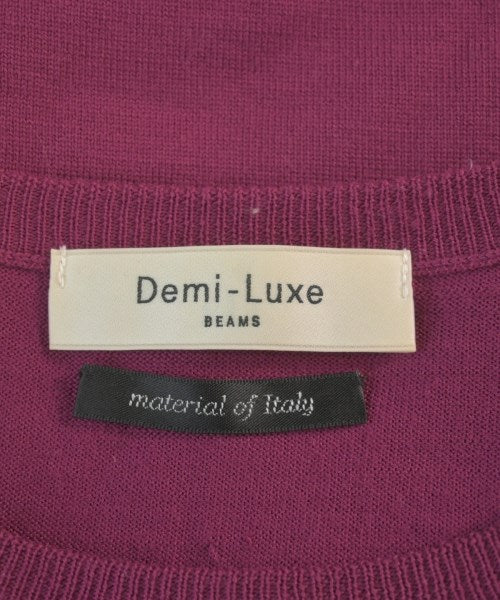 Demi-Luxe
BEAMS
material of Italy